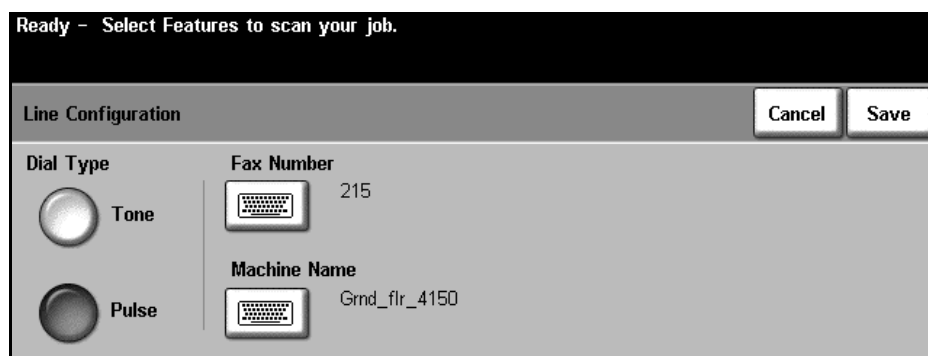 Ready - Select Features to scan your job.
Line Configuration
Cancel
Save
Dial Type
Fax Number
215
Tone
Machine Name
Grnd_flr_4150
Pulse